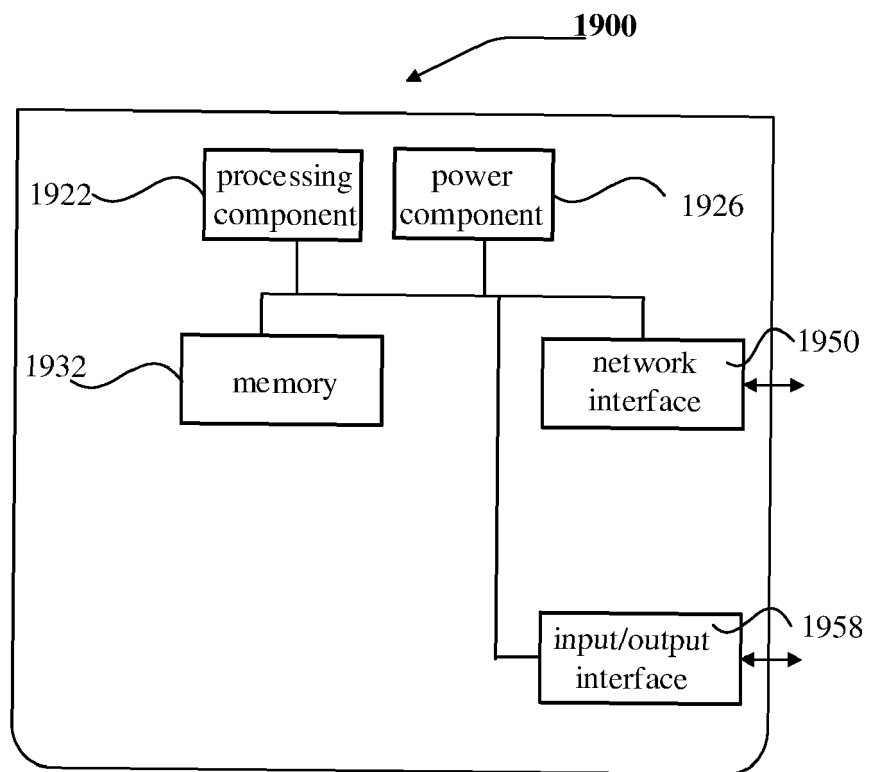 1900
processing
component
1922
power
component
1926
1932
memory
network
interface
1950
input/output
interface
1958